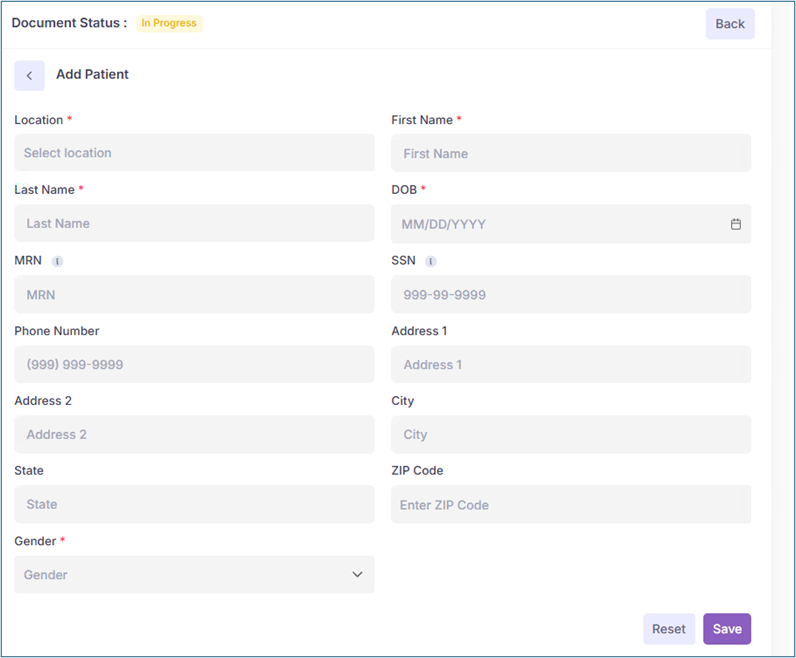 Document Status : In Progress Back
Add Patient
Location * First Name *
Select location First Name
Last Name * DOB *
Last Name MM/DD/YYYY
MRN i SSN i
MRN 999-99-9999
Phone Number Address 1
(999) 999-9999 Address 1
Address 2 City
Address 2 City
State ZIP Code
State Enter ZIP Code
Gender *
Gender
Reset Save